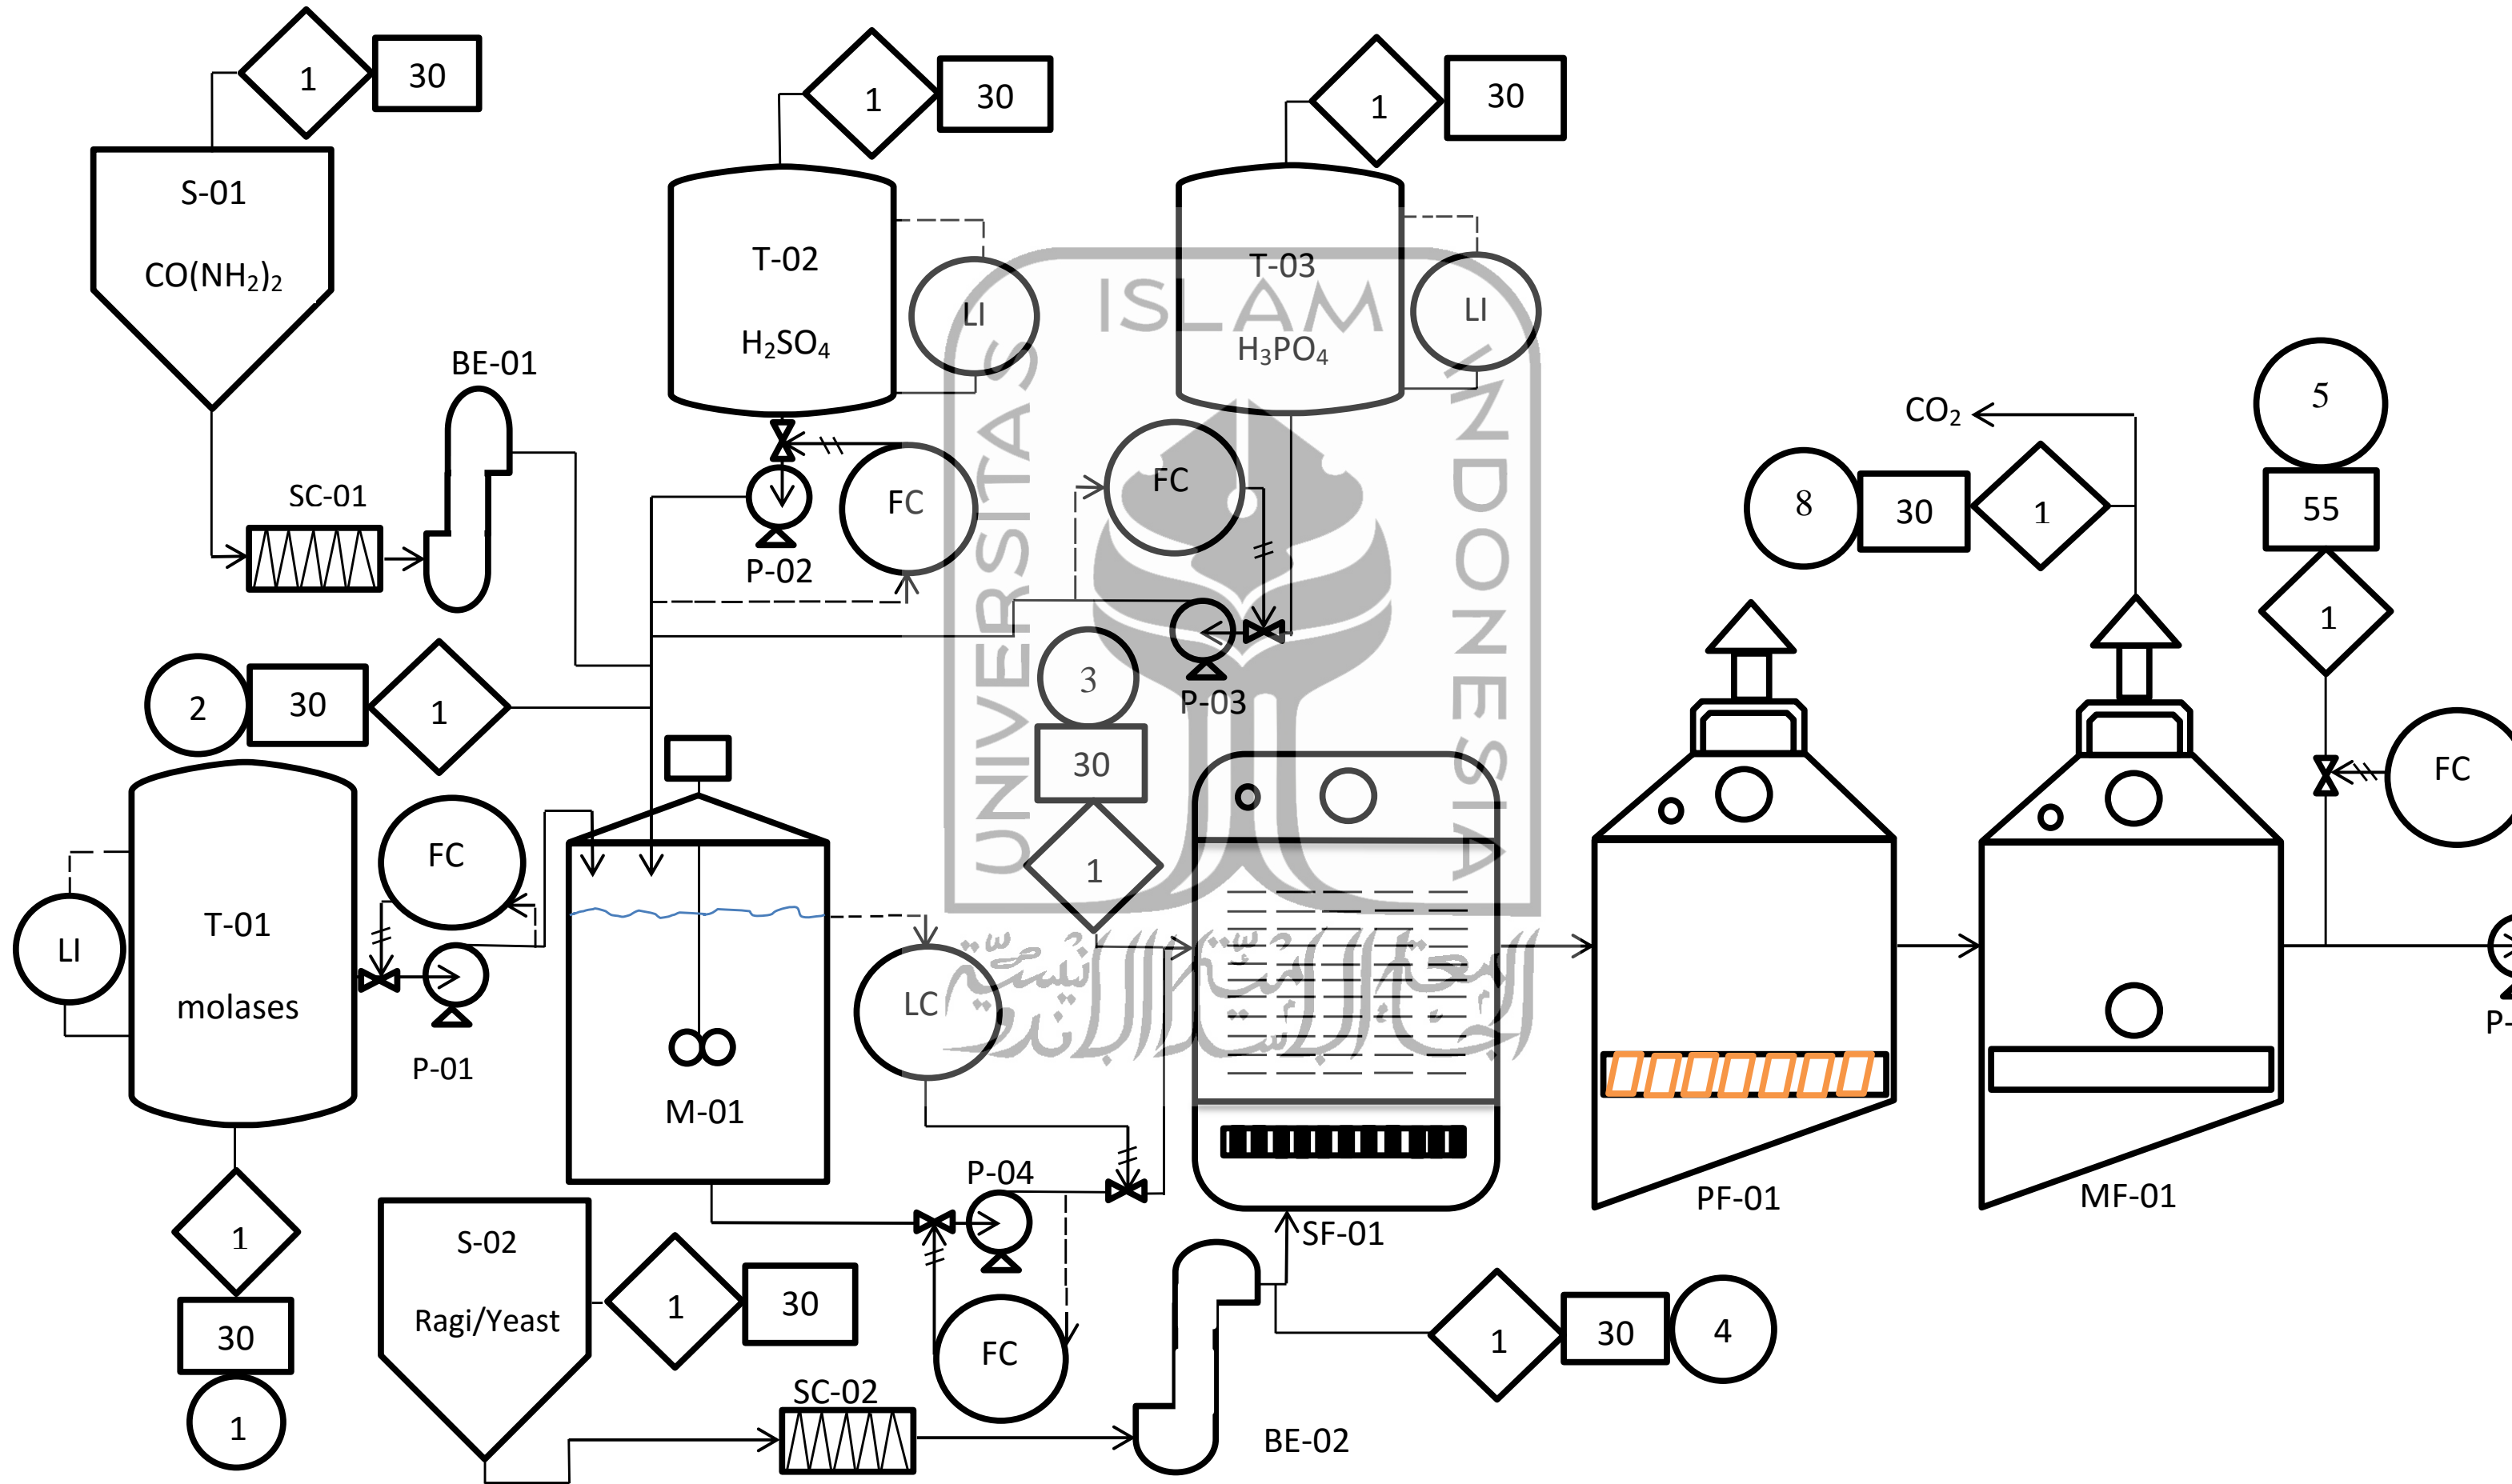 1
30
1
30
1
30
S-01
CO(NH₂)₂
T-02
H₂SO₄
LI
T-03
H₃PO₄
LI
ISLAM
UNIVERSITAS
INDONESIA
BE-01
SC-01
P-02
FC
FC
P-03
CO₂
8
30
1
5
55
1
FC
2
30
1
3
30
1
T-01
molases
LI
FC
P-01
M-01
LC
P-04
FC
SF-01
PF-01
MF-01
P-
1
30
1
S-02
Ragi/Yeast
1
30
SC-02
BE-02
1
30
4